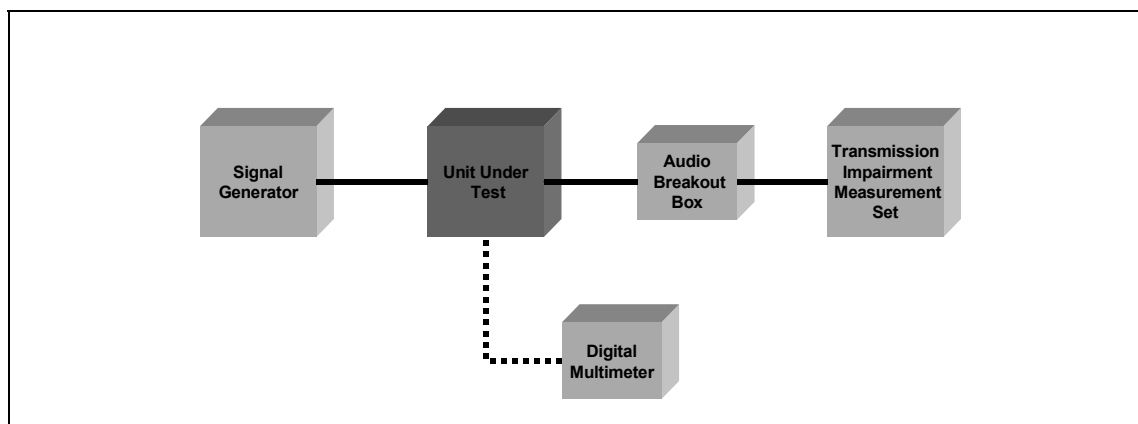 Signal
Generator
Unit Under
Test
Audio
Breakout
Box
Transmission
Impairment
Measurement
Set
Digital
Multimeter